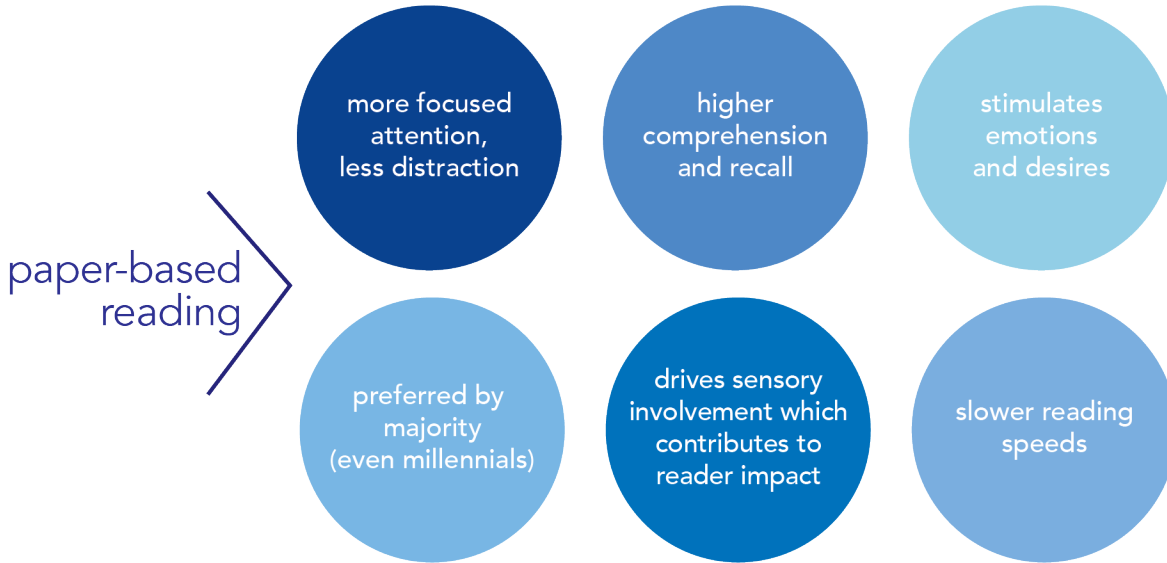 paper-based
reading
more focused
attention,
less distraction
higher
comprehension
and recall
stimulates
emotions
and desires
preferred by
majority
(even millennials)
drives sensory
involvement which
contributes to
reader impact
slower reading
speeds